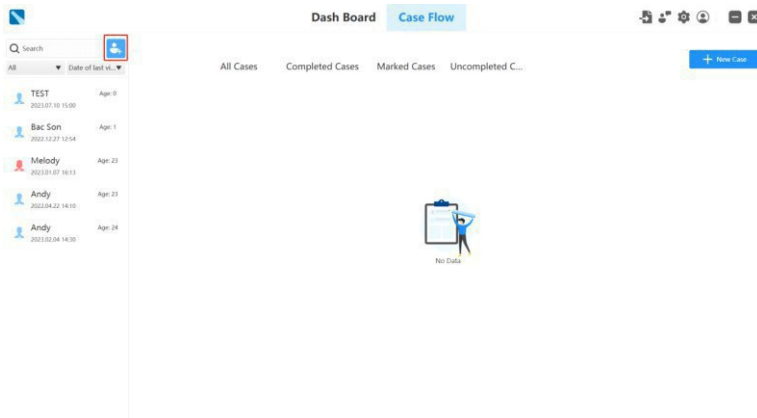 Dash Board Case Flow
Search
All Date of last vi...
TEST Age: 0
2023.07.10 15:00
Bac Son Age: 1
2022.12.27 12:54
Melody Age: 23
2023.01.07 16:13
Andy Age: 23
2022.04.22 14:10
Andy Age: 24
2023.02.04 14:30
All Cases Completed Cases Marked Cases Uncompleted C...
New Case
No Data